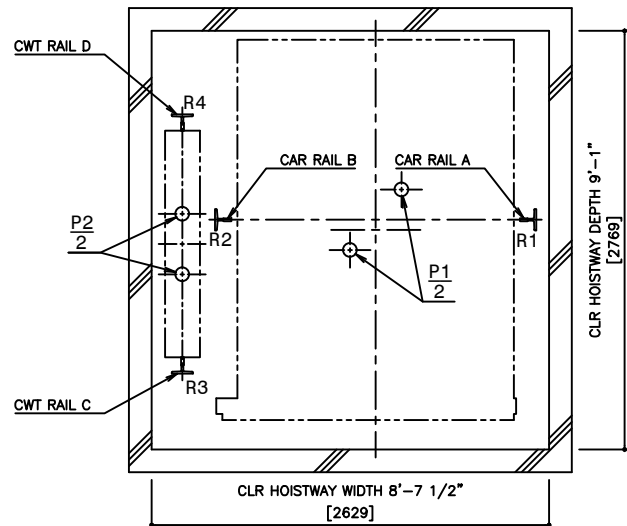 CWT RAIL D
R4
CAR RAIL B
CAR RAIL A
P2
2
R2
R1
P1
2
R3
CWT RAIL C
CLR HOISTWAY DEPTH 9'-1"
[2769]
CLR HOISTWAY WIDTH 8'-7 1/2"
[2629]